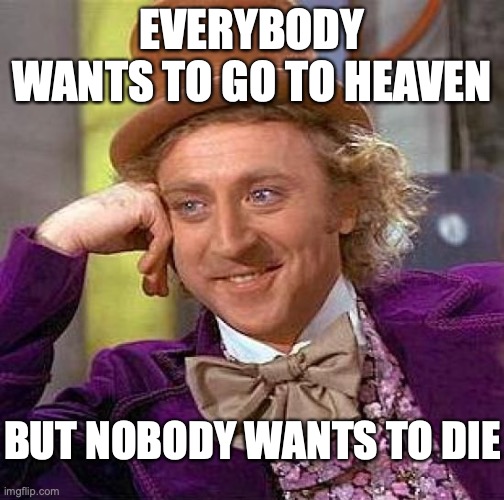 EVERYBODY
WANTS TO GO TO HEAVEN
BUT NOBODY WANTS TO DIE
imgflip.com